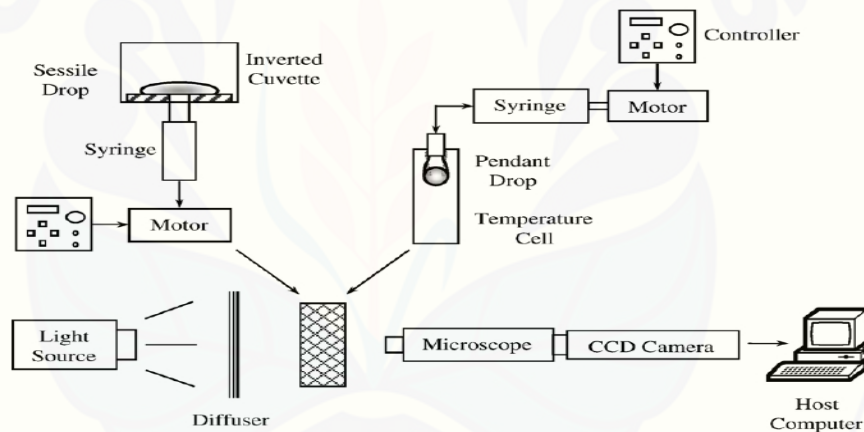 Controller
Inverted
Cuvette
Sessile
Drop
Syringe
Motor
Syringe
Pendant
Drop
Temperature
Cell
Motor
Light
Source
Diffuser
Microscope
CCD Camera
Host
Computer